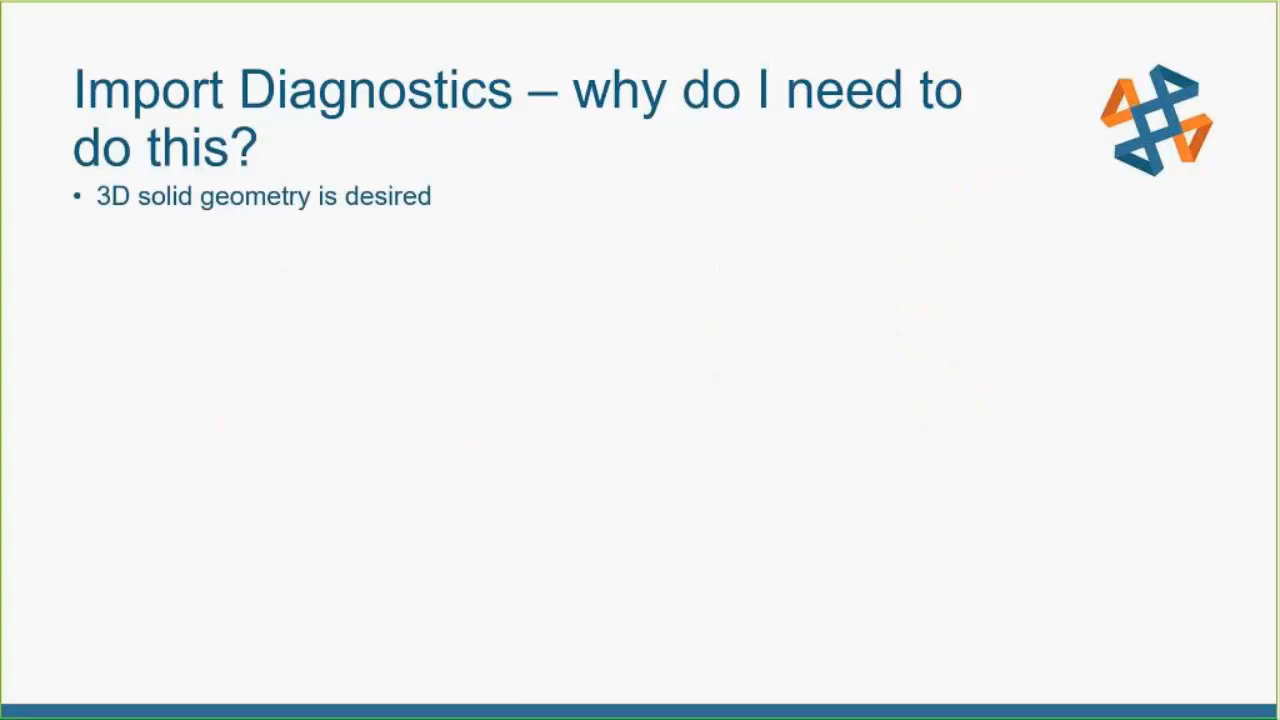 Import Diagnostics – why do I need to
do this?
• 3D solid geometry is desired